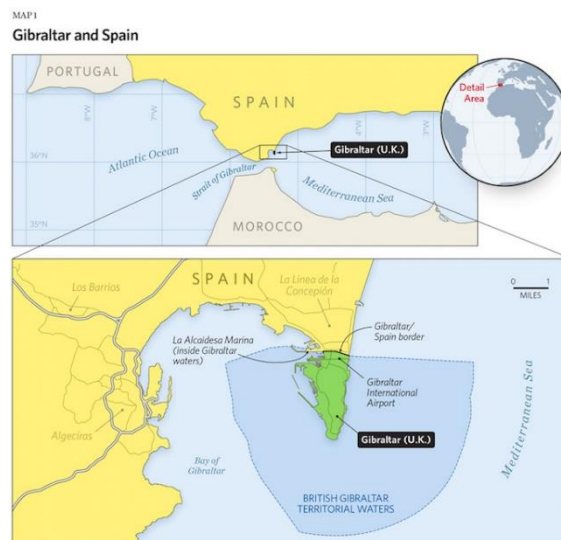 MAP 1
Gibraltar and Spain
PORTUGAL
SPAIN
Detail
Area
8°W
7°W
4°W
3°W
Gibraltar (U.K.)
Atlantic Ocean
36°N
Strait of Gibraltar
Mediterranean Sea
MOROCCO
35°N
SPAIN
La Línea de la
Concepción
Los Barrios
0 1
MILES
La Alcaidesa Marina
(inside Gibraltar
waters)
Gibraltar/
Spain border
Gibraltar
International
Airport
Mediterranean Sea
Algeciras
Gibraltar (U.K.)
Bay of
Gibraltar
BRITISH GIBRALTAR
TERRITORIAL WATERS